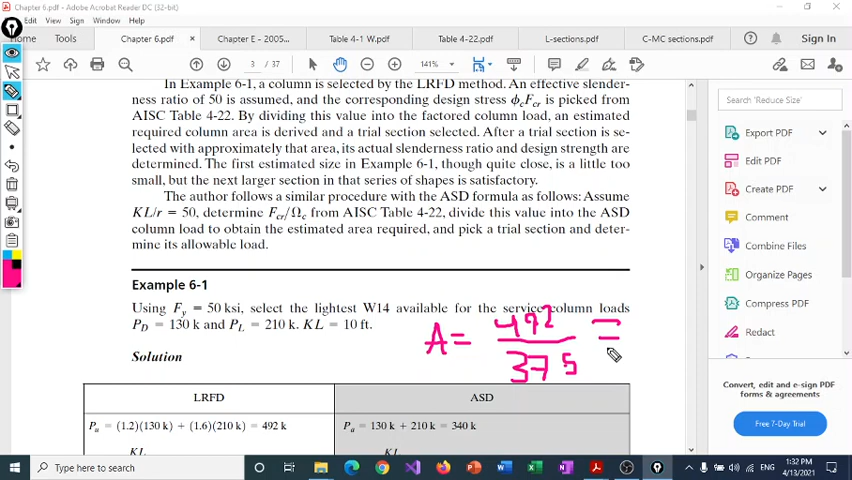 Chapter 6.pdf - Adobe Acrobat Reader DC (32-bit)
Edit View Sign Window Help
Home Tools Chapter 6.pdf × Chapter E - 2005... Table 4-1 W.pdf Table 4-22.pdf L-sections.pdf C-MC sections.pdf Sign In
3 / 37 141%
In Example 6-1, a column is selected by the LRFD method. An effective slender-
ness ratio of 50 is assumed, and the corresponding design stress ϕcFcr is picked from
AISC Table 4-22. By dividing this value into the factored column load, an estimated
required column area is derived and a trial section selected. After a trial section is se-
lected with approximately that area, its actual slenderness ratio and design strength are
determined. The first estimated size in Example 6-1, though quite close, is a little too
small, but the next larger section in that series of shapes is satisfactory.
The author follows a similar procedure with the ASD formula as follows: Assume
KL/r = 50, determine Fcr/Ωc from AISC Table 4-22, divide this value into the ASD
column load to obtain the estimated area required, and pick a trial section and deter-
mine its allowable load.
Example 6-1
Using Fy = 50 ksi, select the lightest W14 available for the service column loads
PD = 130 k and PL = 210 k. KL = 10 ft.
A = 492 / 375 =
Solution
LRFD ASD
Pu = (1.2)(130 k) + (1.6)(210 k) = 492 k Pa = 130 k + 210 k = 340 k
KL KL
Search 'Reduce Size'
Export PDF
Edit PDF
Create PDF
Comment
Combine Files
Organize Pages
Compress PDF
Redact
Convert, edit and e-sign PDF
forms & agreements
Free 7-Day Trial
Type here to search
ENG
1:32 PM
4/13/2021